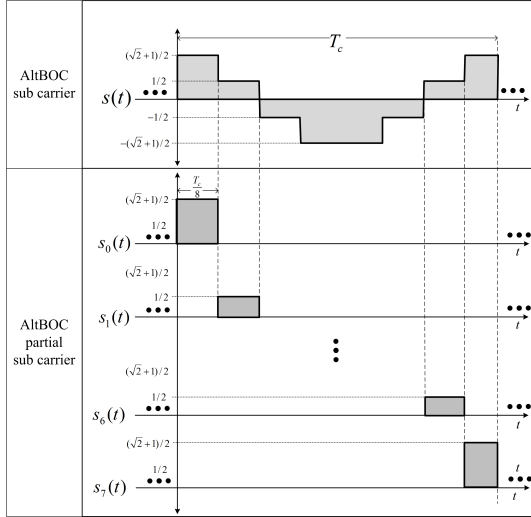 AltBOC
sub carrier
s(t)
(√2+1)/2
1/2
−1/2
−(√2+1)/2
T_c
t
AltBOC
partial
sub carrier
T_c/8
(√2+1)/2
1/2
s_0(t)
t
(√2+1)/2
1/2
s_1(t)
t
(√2+1)/2
1/2
s_6(t)
t
(√2+1)/2
1/2
s_7(t)
t
t